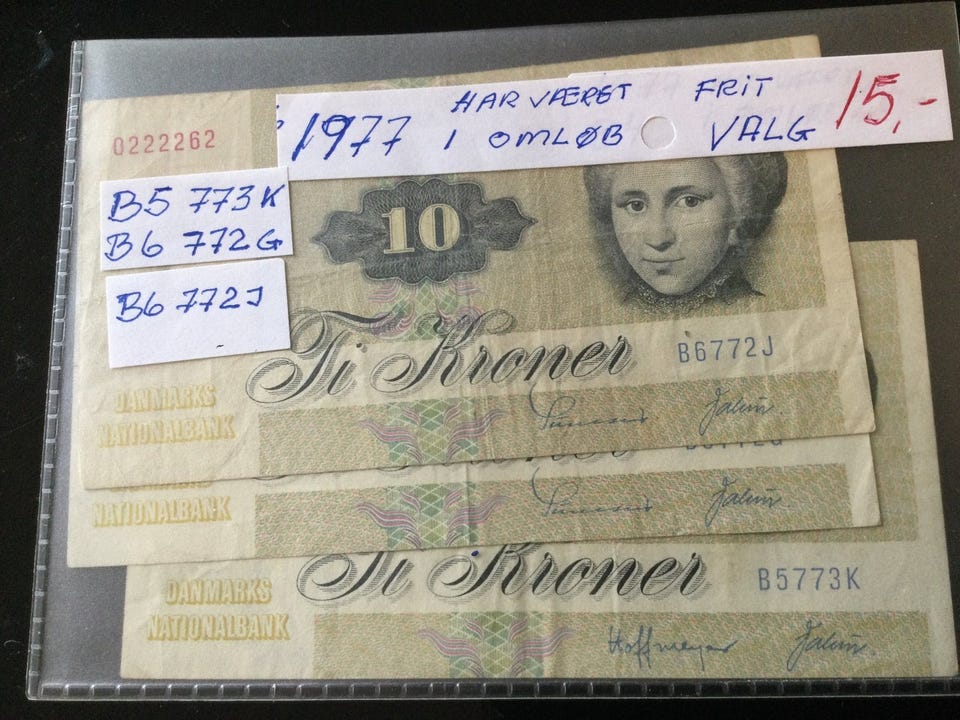 HAR VÆRET FRIT 15,-
1977 I OMLØB VALG
0222262
B5 773K
B6 772G
B6 772J
10
Ti Kroner
B6772J
DANMARKS
NATIONALBANK
NATIONALBANK
Ti Kroner
B5773K
DANMARKS
NATIONALBANK
Hoffmeyer